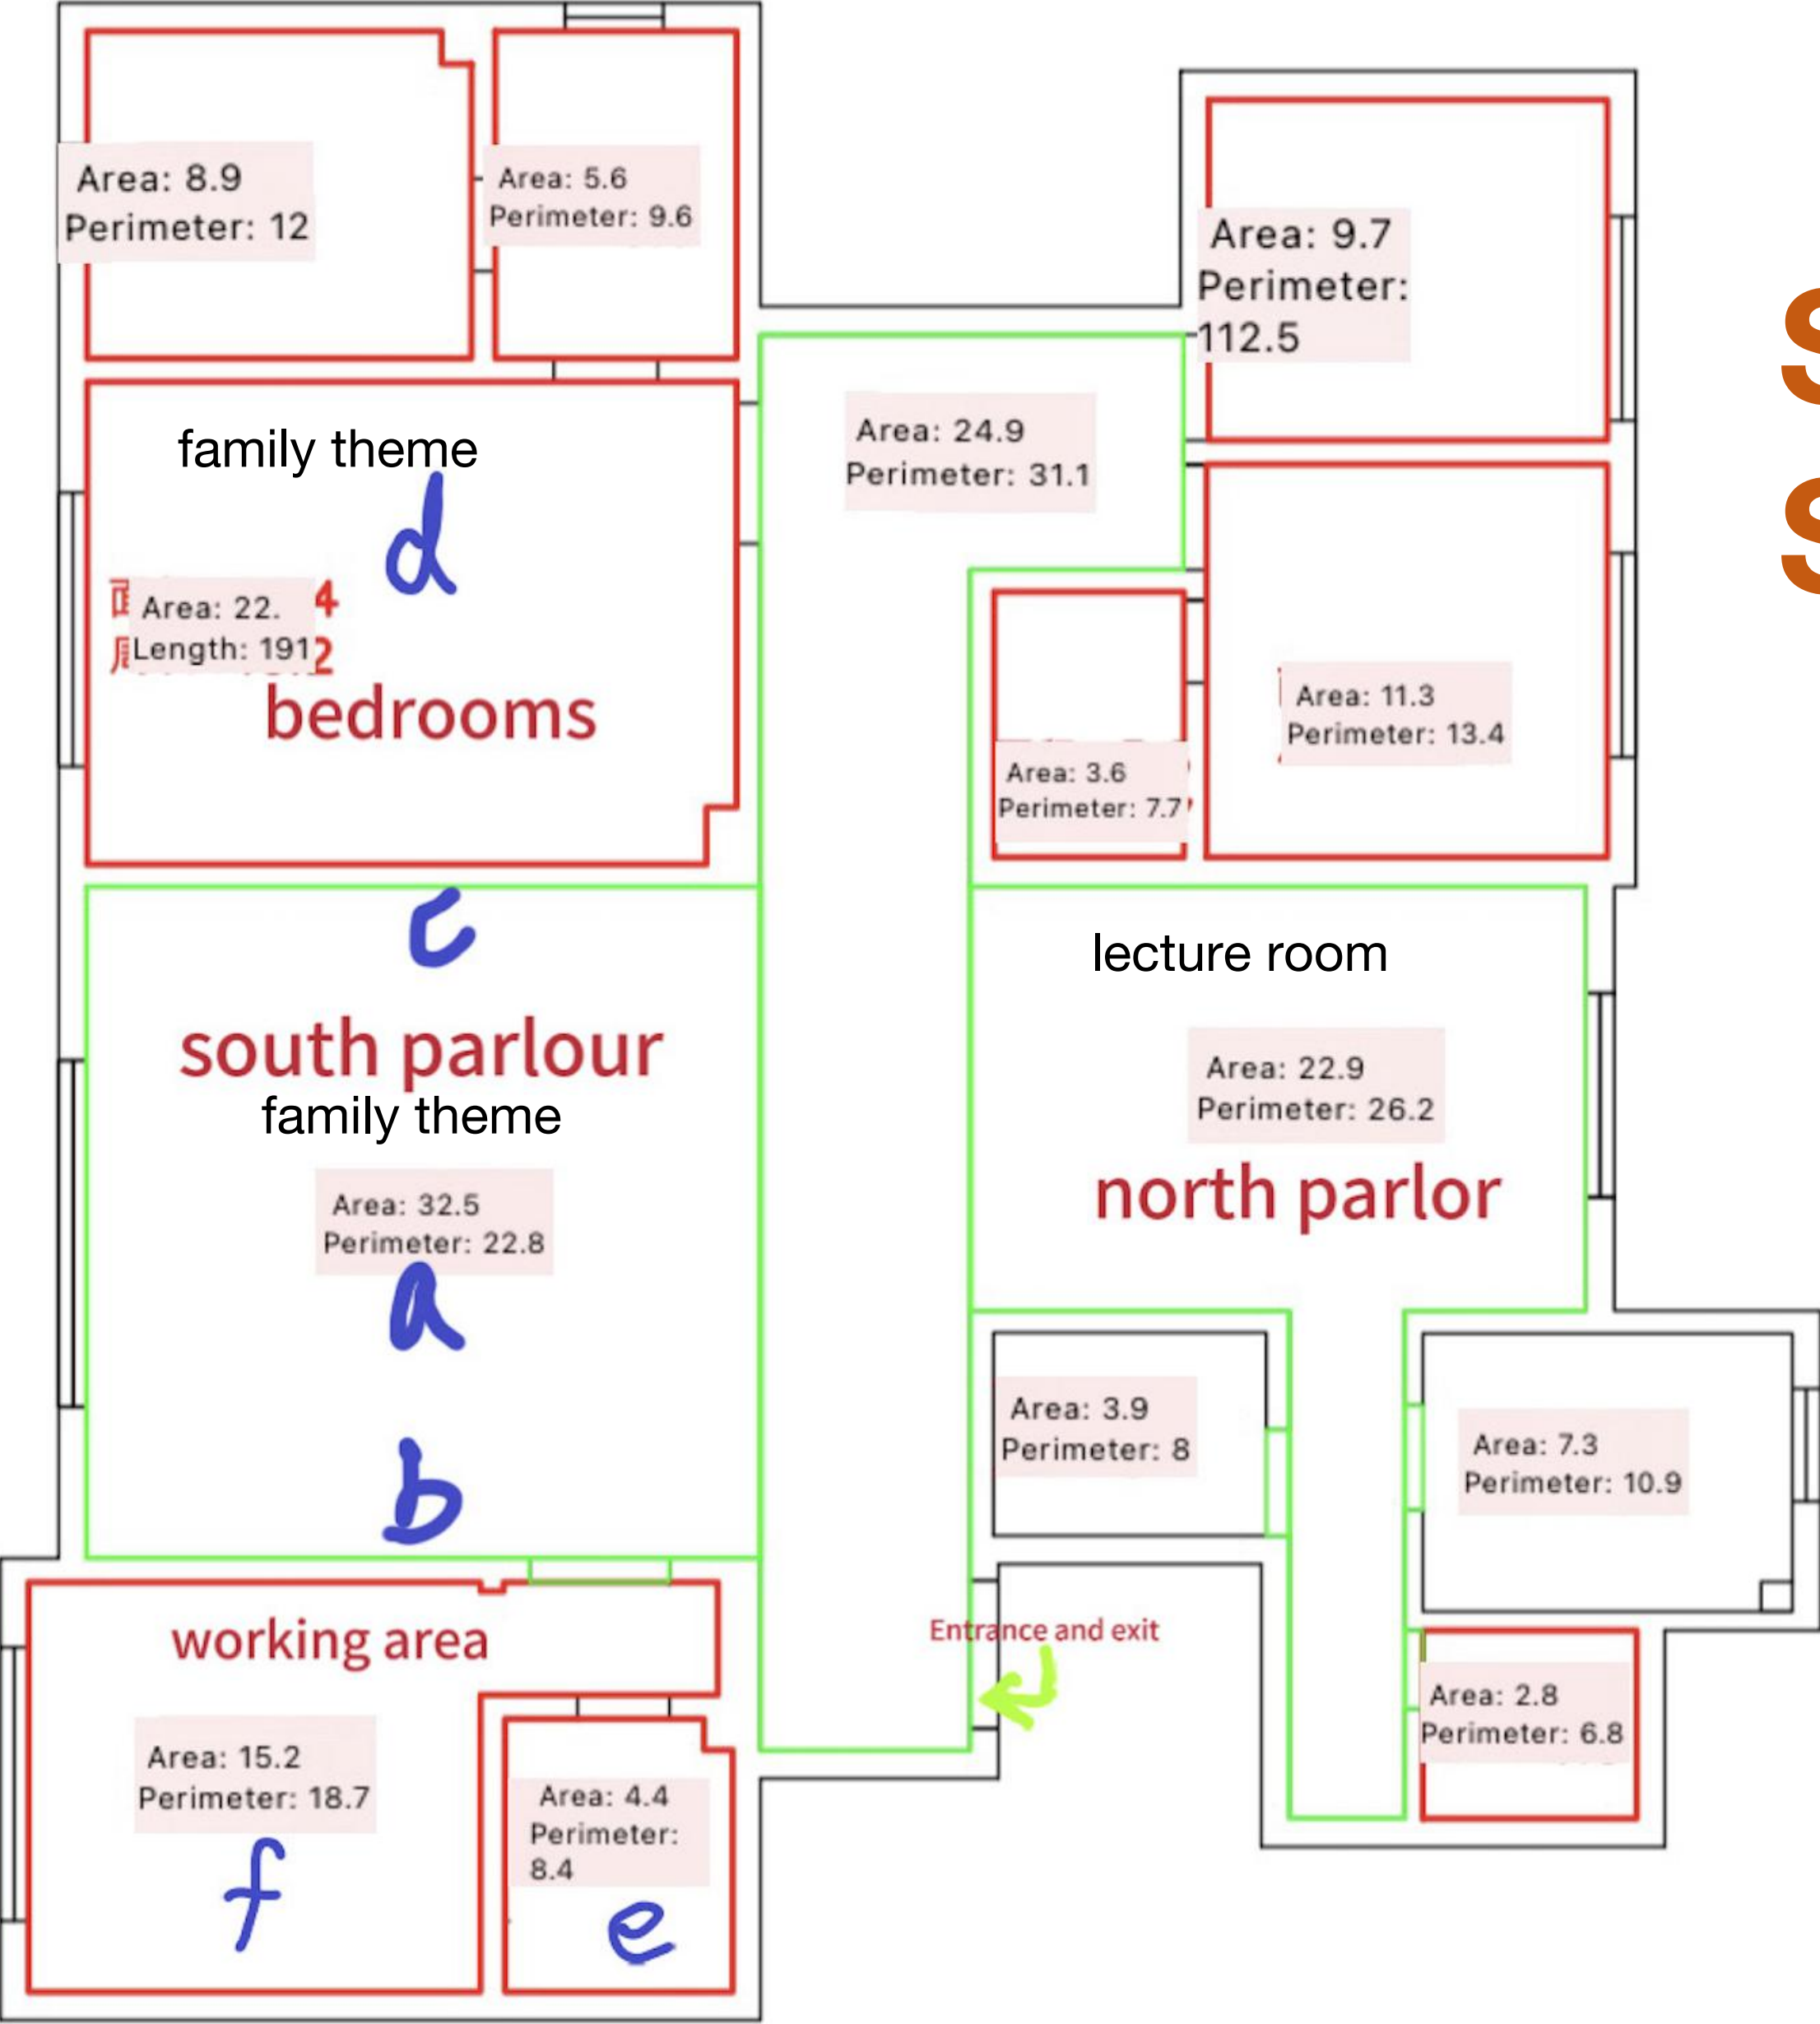 Area: 8.9
Perimeter: 12
Area: 5.6
Perimeter: 9.6
Area: 9.7
Perimeter:
112.5
S
family theme
d
Area: 24.9
Perimeter: 31.1
S
Area: 22. 4
Length: 191 2
bedrooms
Area: 11.3
Perimeter: 13.4
Area: 3.6
Perimeter: 7.7
c
south parlour
family theme
Area: 32.5
Perimeter: 22.8
a
b
lecture room
Area: 22.9
Perimeter: 26.2
north parlor
Area: 3.9
Perimeter: 8
Area: 7.3
Perimeter: 10.9
working area
Entrance and exit
Area: 15.2
Perimeter: 18.7
f
Area: 4.4
Perimeter:
8.4
e
Area: 2.8
Perimeter: 6.8